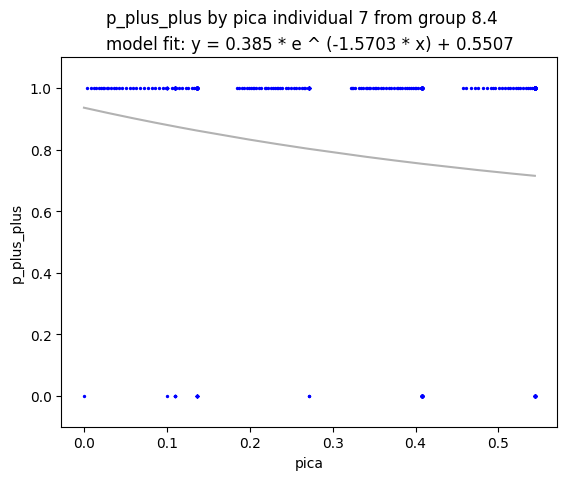 p_plus_plus by pica individual 7 from group 8.4
model fit: y = 0.385 * e ^ (-1.5703 * x) + 0.5507
1.0
0.8
0.6
0.4
0.2
0.0
p_plus_plus
0.0 0.1 0.2 0.3 0.4 0.5
pica